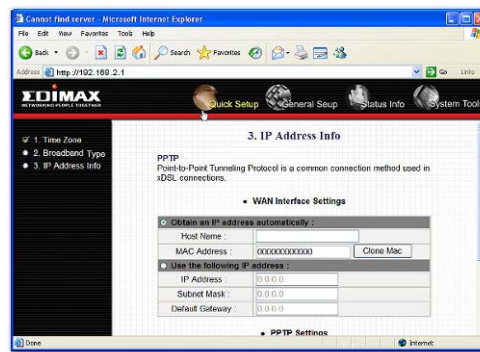 Cannot find server - Microsoft Internet Explorer
File Edit View Favorites Tools Help
Back Search Favorites
Address http://192.168.2.1 Go Links
EDIMAX
NETWORKING PEOPLE TOGETHER
Quick Setup General Seup Status Info System Tools
1. Time Zone
2. Broadband Type
3. IP Address Info
3. IP Address Info
PPTP
Point-to-Point Tunneling Protocol is a common connection method used in
xDSL connections.
WAN Interface Settings
Obtain an IP address automatically :
Host Name :
MAC Address : 000000000000 Clone Mac
Use the following IP address :
IP Address : 0.0.0.0
Subnet Mask : 0.0.0.0
Default Gateway : 0.0.0.0
PPTP Settings
Done Internet